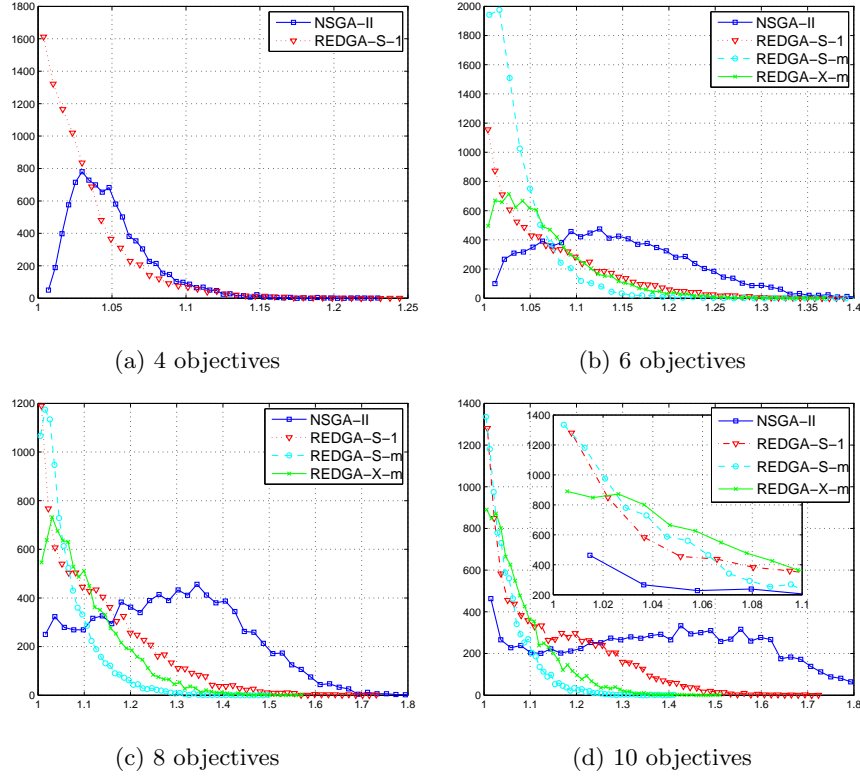 1800
1600
1400
1200
1000
800
600
400
200
0
1 1.05 1.1 1.15 1.2 1.25
NSGA−II
REDGA−S−1
(a) 4 objectives
2000
1800
1600
1400
1200
1000
800
600
400
200
0
1 1.05 1.1 1.15 1.2 1.25 1.3 1.35 1.4
NSGA−II
REDGA−S−1
REDGA−S−m
REDGA−X−m
(b) 6 objectives
1200
1000
800
600
400
200
0
1 1.1 1.2 1.3 1.4 1.5 1.6 1.7 1.8
NSGA−II
REDGA−S−1
REDGA−S−m
REDGA−X−m
(c) 8 objectives
1400
1200
1000
800
600
400
200
0
1 1.1 1.2 1.3 1.4 1.5 1.6 1.7 1.8
1400
1200
1000
800
600
400
200
1 1.02 1.04 1.06 1.08 1.1
NSGA−II
REDGA−S−1
REDGA−S−m
REDGA−X−m
(d) 10 objectives